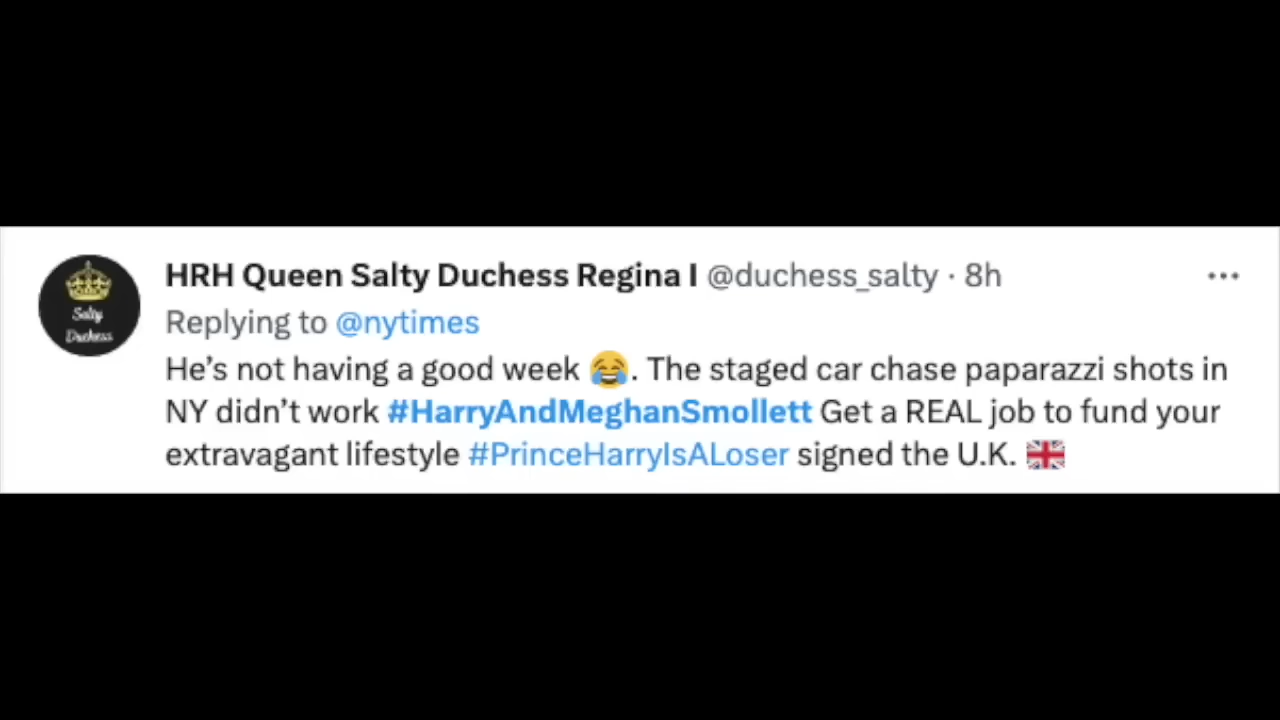 HRH Queen Salty Duchess Regina I @duchess_salty · 8h
Replying to @nytimes
He’s not having a good week 😂. The staged car chase paparazzi shots in
NY didn’t work #HarryAndMeghanSmollett Get a REAL job to fund your
extravagant lifestyle #PrinceHarryIsALoser signed the U.K. 🇬🇧
Salty
Duchess